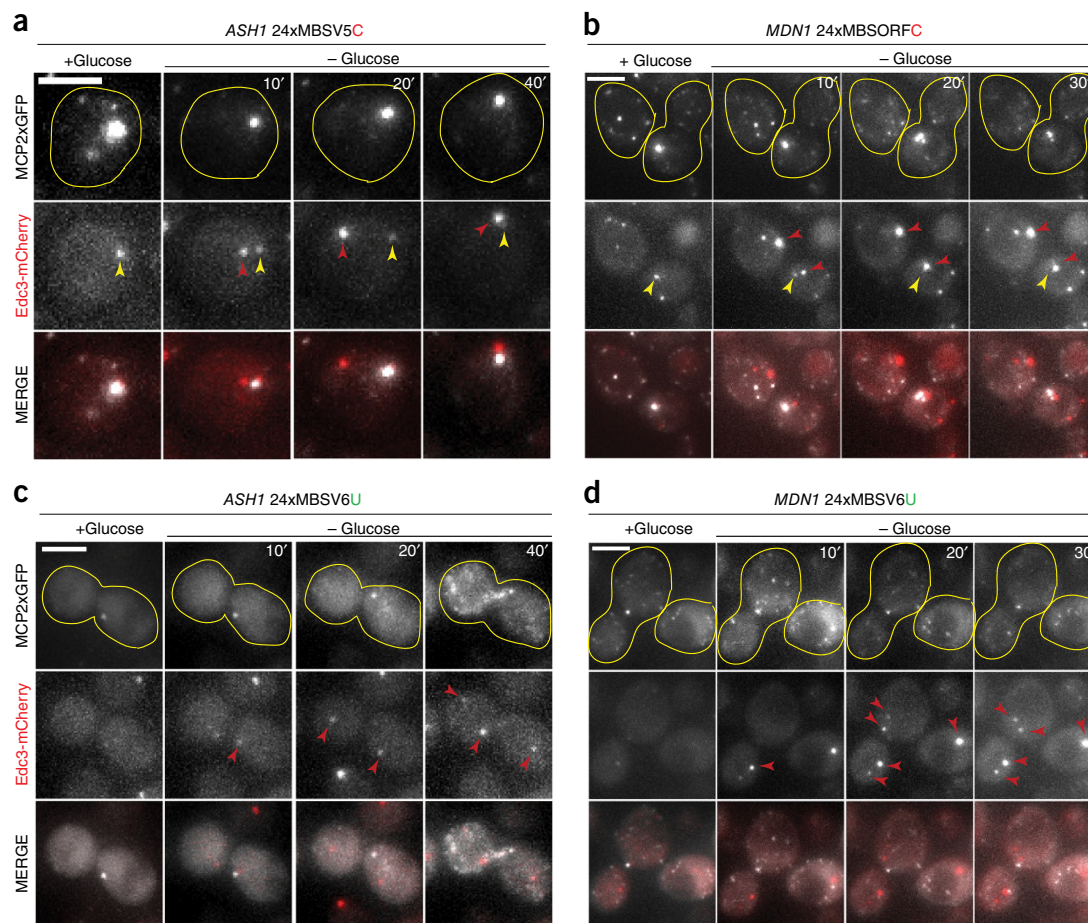 a
ASH1 24xMBSV5C
+Glucose
– Glucose
10′
20′
40′
MCP2xGFP
Edc3-mCherry
MERGE
b
MDN1 24xMBSORFC
+ Glucose
– Glucose
10′
20′
30′
c
ASH1 24xMBSV6U
+Glucose
– Glucose
10′
20′
40′
MCP2xGFP
Edc3-mCherry
MERGE
d
MDN1 24xMBSV6U
+Glucose
– Glucose
10′
20′
30